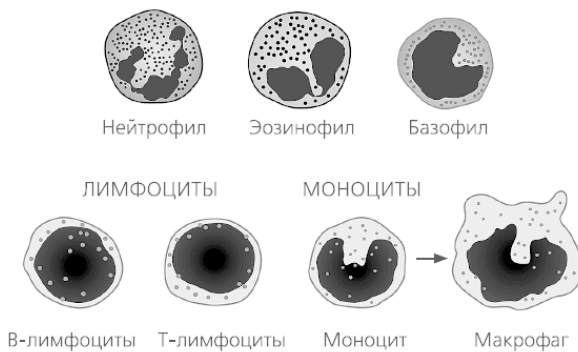 Нейтрофил Эозинофил Базофил
ЛИМФОЦИТЫ МОНОЦИТЫ
В-лимфоциты Т-лимфоциты Моноцит Макрофаг